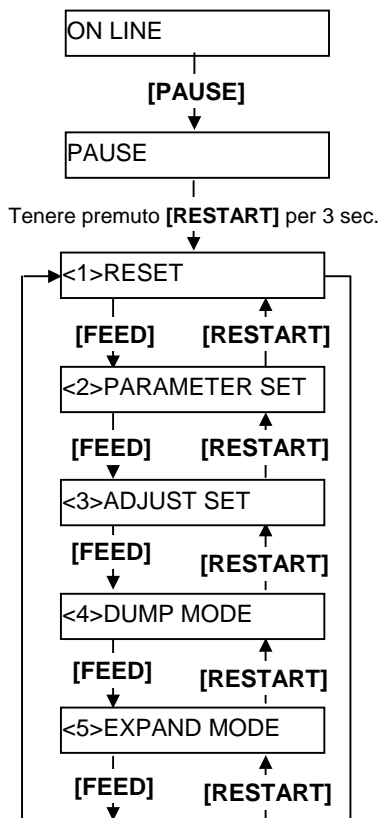 ON LINE
[PAUSE]
PAUSE
Tenere premuto [RESTART] per 3 sec.
<1>RESET
[FEED] [RESTART]
<2>PARAMETER SET
[FEED] [RESTART]
<3>ADJUST SET
[FEED] [RESTART]
<4>DUMP MODE
[FEED] [RESTART]
<5>EXPAND MODE
[FEED] [RESTART]